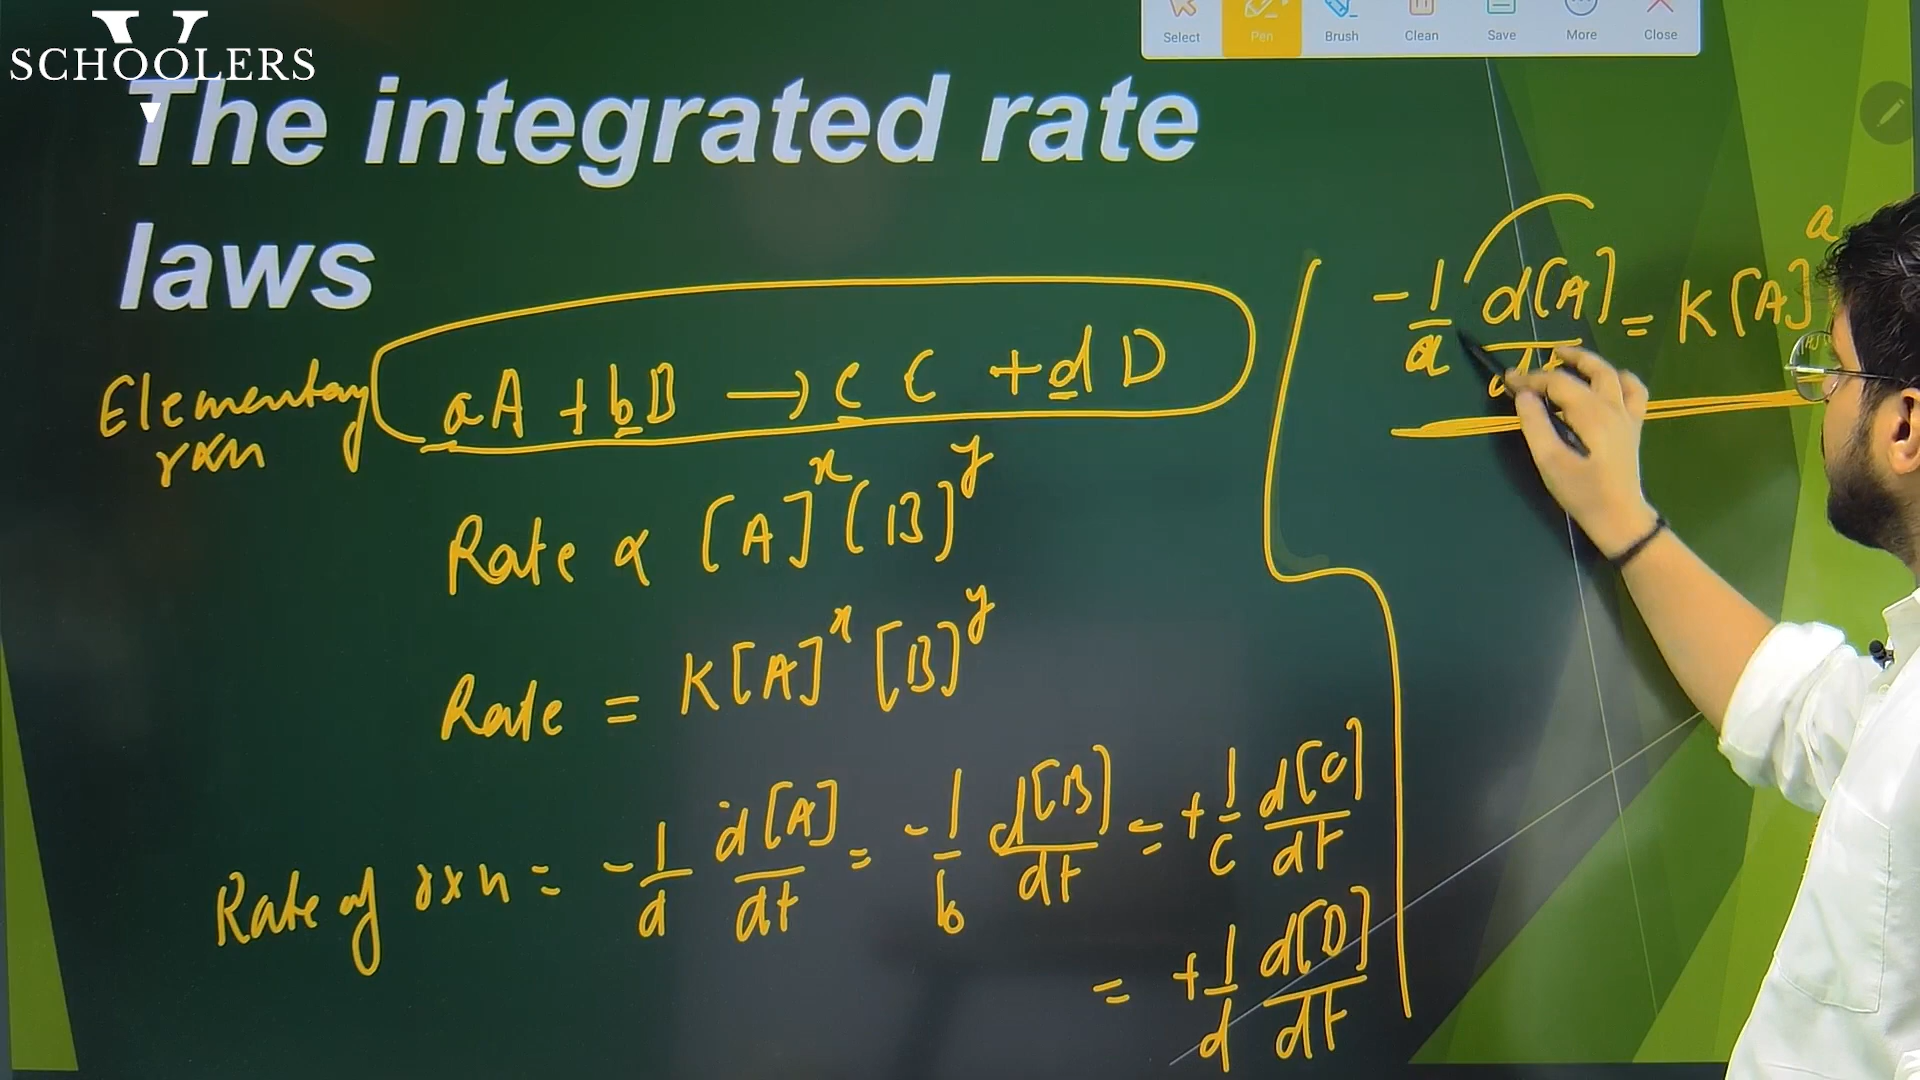 V
SCHOOLERS
Select Pen Brush Clean Save More Close
The integrated rate
laws
Elementary
rxn
aA + bB → cC + dD
Rate ∝ [A]^x [B]^y
Rate = K[A]^x [B]^y
Rate of rxn = -1/a d[A]/dt = -1/b d[B]/dt = +1/c d[C]/dt
= +1/d d[D]/dt
-1/a d[A]/dt = K[A]^a